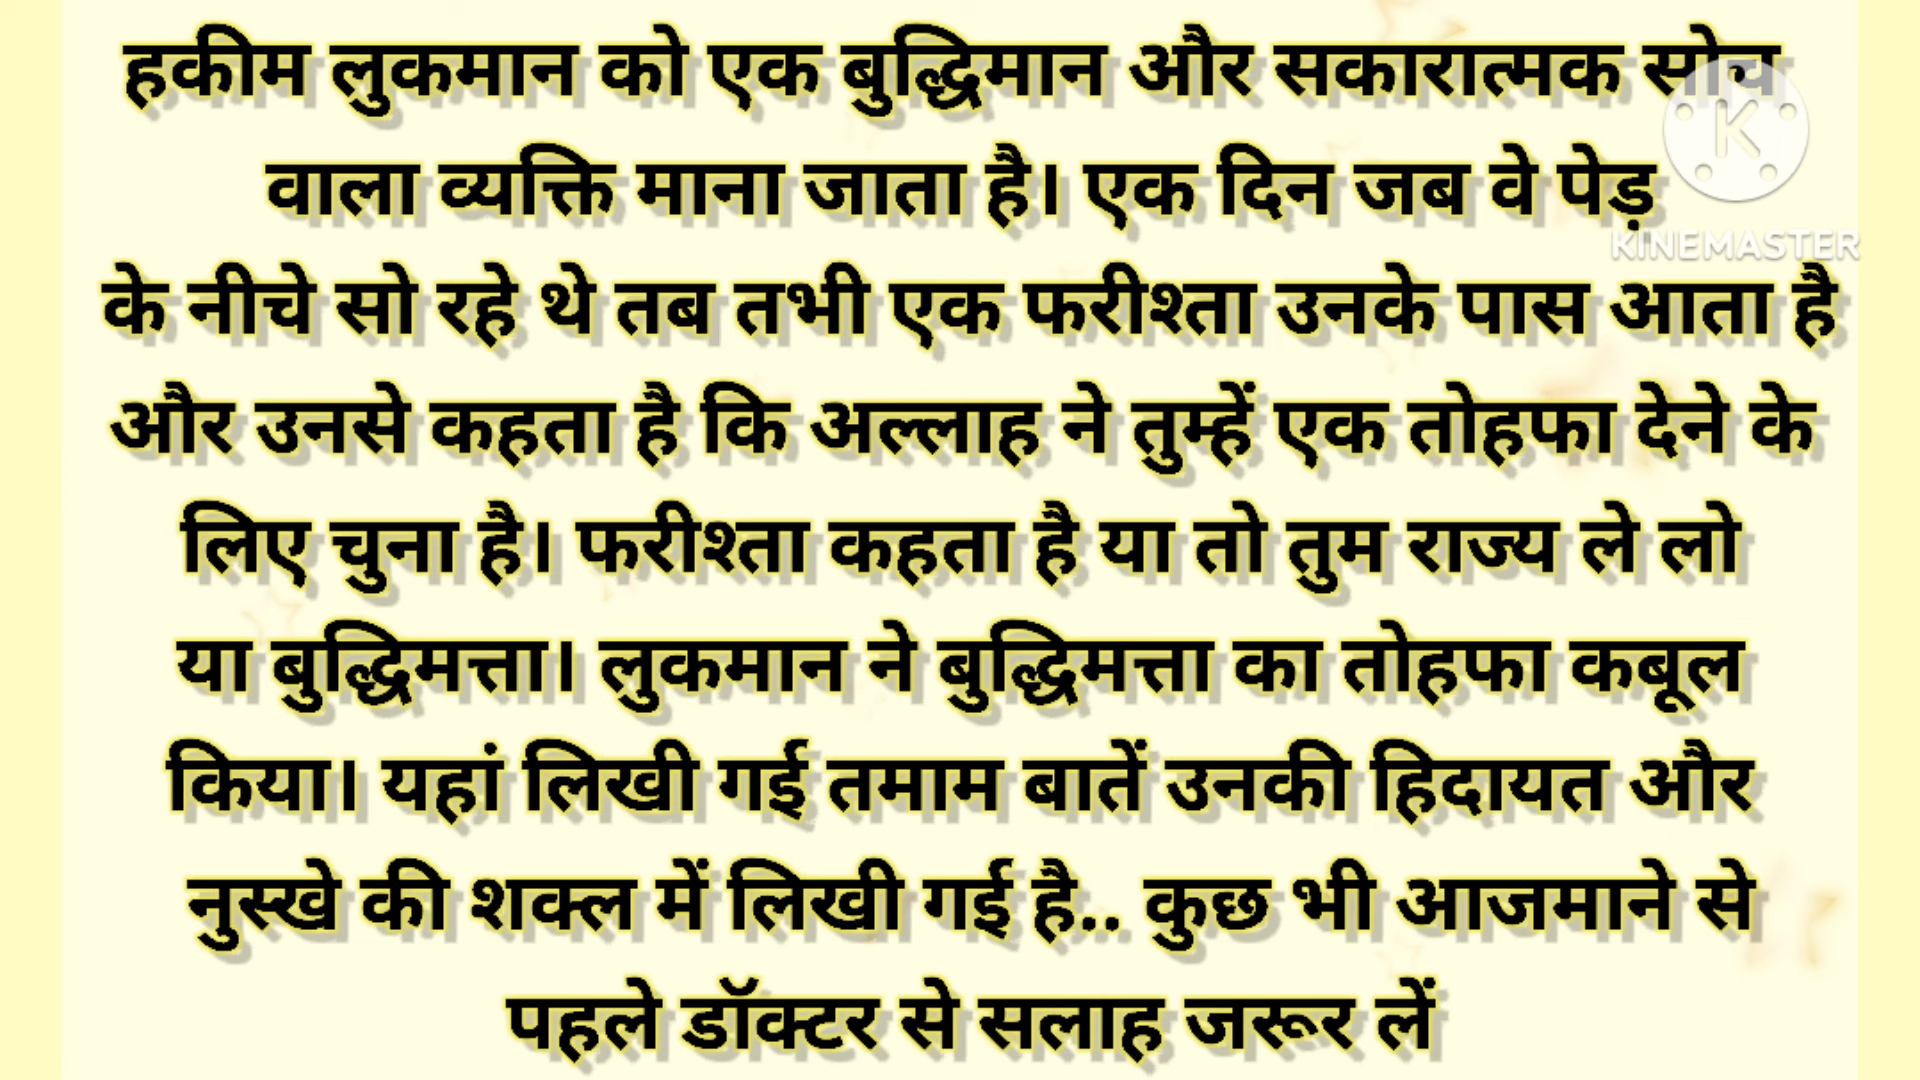 हकीम लुकमान को एक बुद्धिमान और सकारात्मक सोच
वाला व्यक्ति माना जाता है। एक दिन जब वे पेड़
के नीचे सो रहे थे तब तभी एक फरीश्ता उनके पास आता है
और उनसे कहता है कि अल्लाह ने तुम्हें एक तोहफा देने के
लिए चुना है। फरीश्ता कहता है या तो तुम राज्य ले लो
या बुद्धिमत्ता। लुकमान ने बुद्धिमत्ता का तोहफा कबूल
किया। यहां लिखी गई तमाम बातें उनकी हिदायत और
नुस्खे की शक्ल में लिखी गई है.. कुछ भी आजमाने से
पहले डॉक्टर से सलाह जरूर लें
K
KINEMASTER